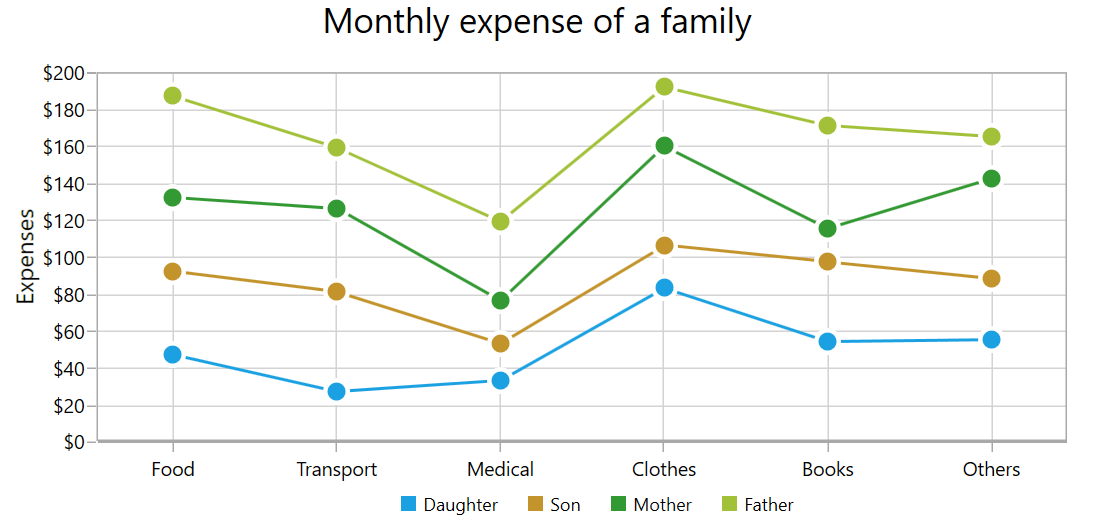 Monthly expense of a family
$200
$180
$160
$140
$120
$100
$80
$60
$40
$20
$0
Expenses
Food Transport Medical Clothes Books Others
Daughter Son Mother Father